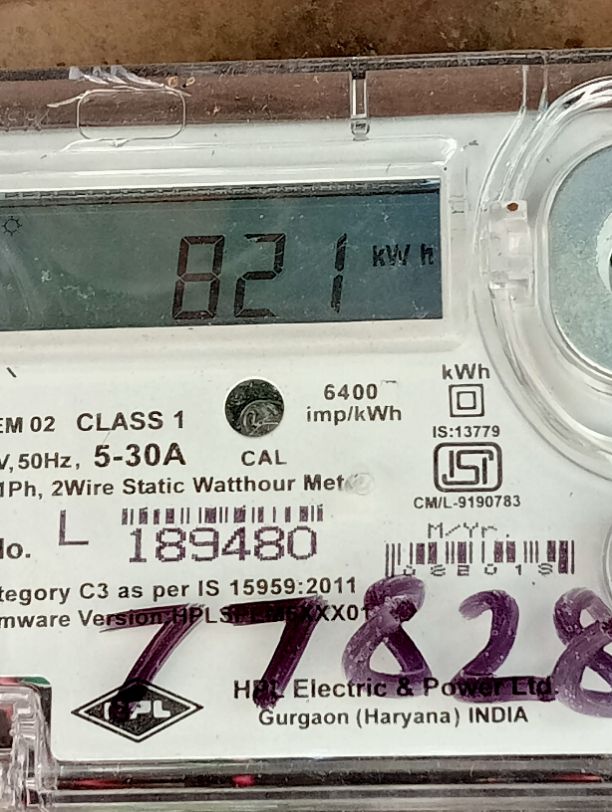 821 kWh
kWh
6400
imp/kWh
EM 02 CLASS 1
V, 50Hz, 5-30A
CAL
IS:13779
ISI
CM/L-9190783
1Ph, 2Wire Static Watthour Met
M/Yr.
No. L 189480
tegory C3 as per IS 15959:2011
mware Version
77828
HPL Electric & Power Ltd.
HPL
Gurgaon (Haryana) INDIA